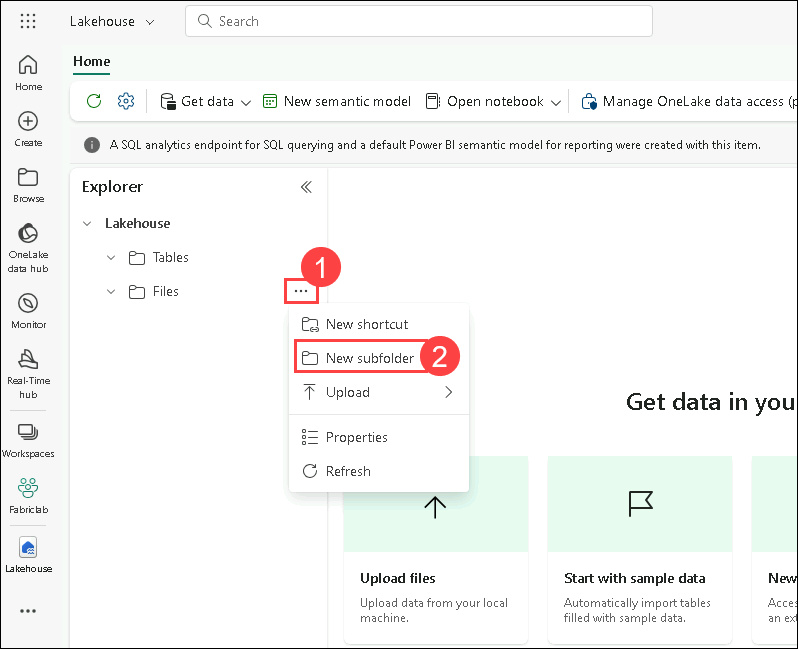 Lakehouse
Search
Home
Create
Browse
OneLake
data hub
Monitor
Real-Time
hub
Workspaces
Fabriclab
Lakehouse
Home
Get data
New semantic model
Open notebook
Manage OneLake data access (p
A SQL analytics endpoint for SQL querying and a default Power BI semantic model for reporting were created with this item.
Explorer
Lakehouse
Tables
Files
1
New shortcut
New subfolder
2
Upload
Properties
Refresh
Get data in you
Upload files
Upload data from your local
machine.
Start with sample data
Automatically import tables
filled with sample data.
New
Acces
an ext